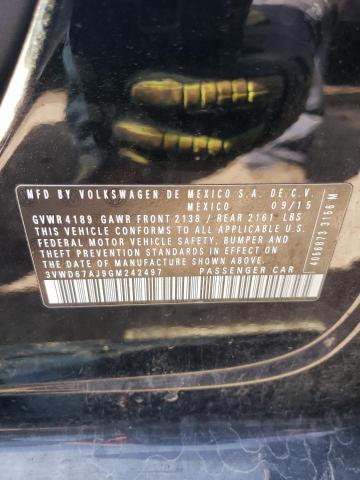 MFD BY VOLKSWAGEN DE MEXICO S.A. DE C.V.
MEXICO 09/15
GVWR 4189 GAWR FRONT 2138 / REAR 2161 LBS
THIS VEHICLE CONFORMS TO ALL APPLICABLE U.S.
FEDERAL MOTOR VEHICLE SAFETY, BUMPER, AND
THEFT PREVENTION STANDARDS IN EFFECT ON THE
DATE OF MANUFACTURE SHOWN ABOVE.
3VWD67AJ9GM242497 PASSENGER CAR
4066873 3156 M